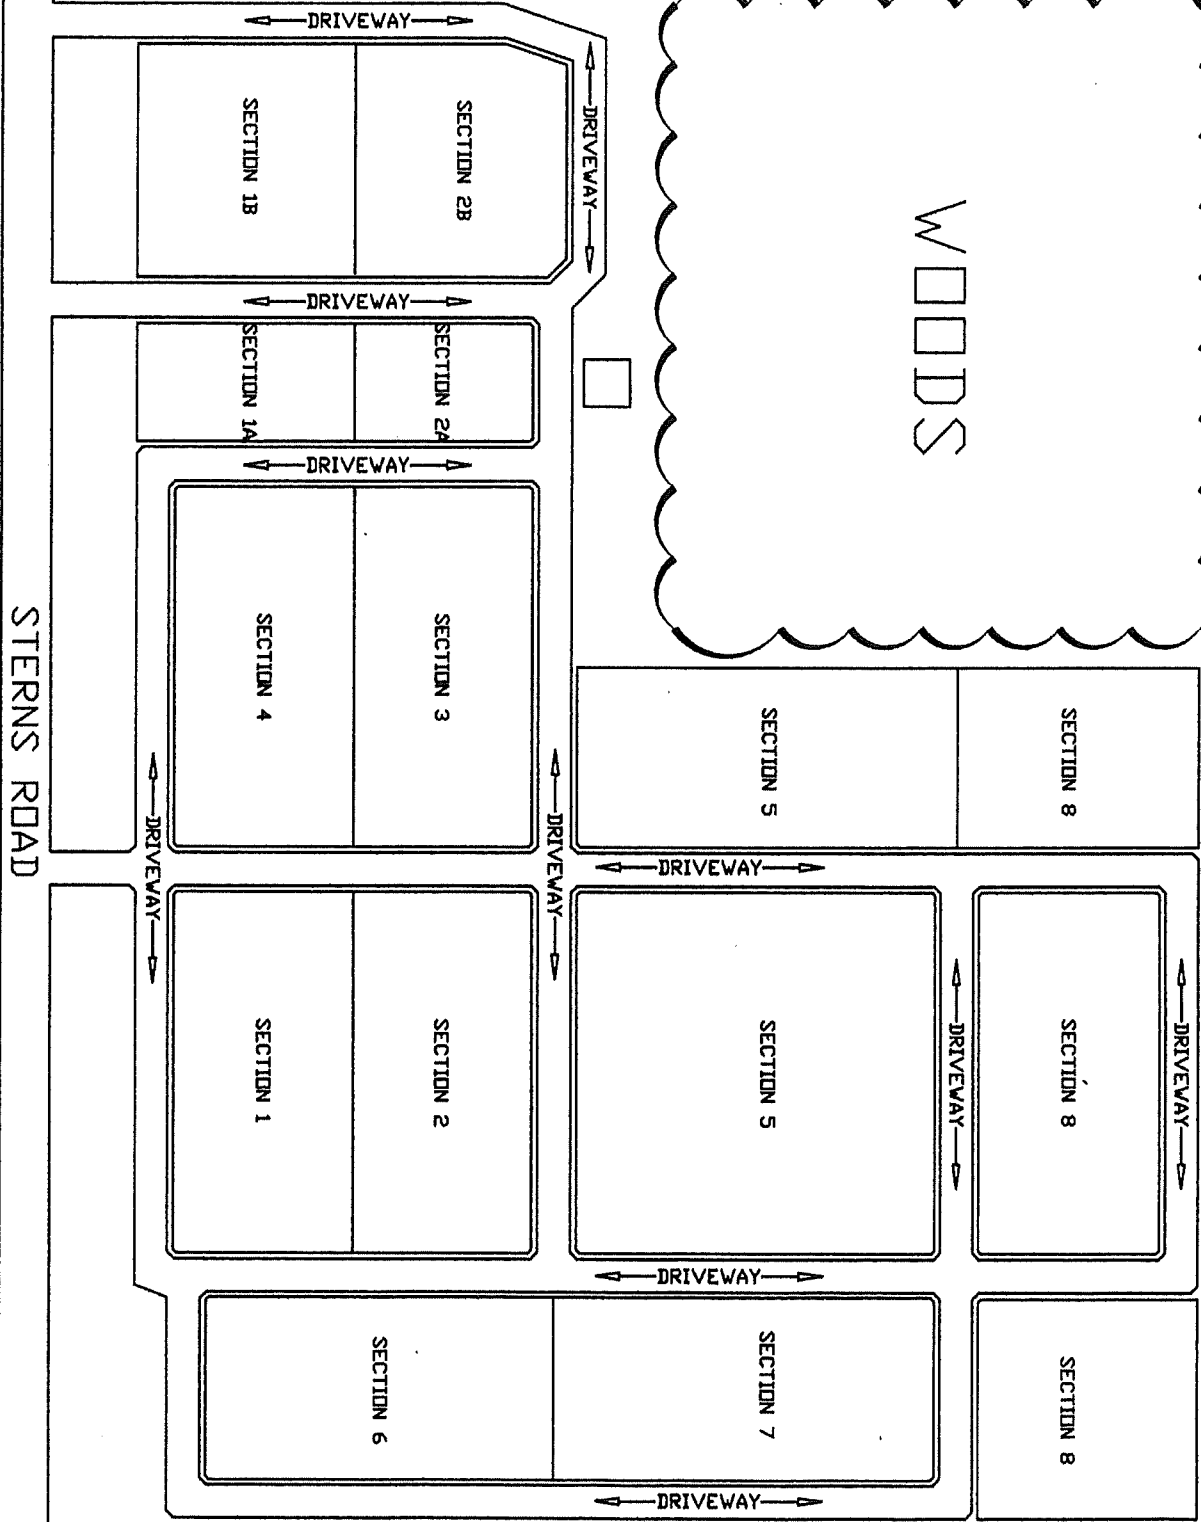 DRIVEWAY
DRIVEWAY
SECTION 1B
SECTION 2B
WOODS
DRIVEWAY
SECTION 1A
SECTION 2A
DRIVEWAY
SECTION 4
SECTION 3
STERNS ROAD
SECTION 5
SECTION 8
DRIVEWAY
DRIVEWAY
DRIVEWAY
SECTION 1
SECTION 2
SECTION 5
DRIVEWAY
SECTION 8
DRIVEWAY
DRIVEWAY
SECTION 6
SECTION 7
SECTION 8
DRIVEWAY